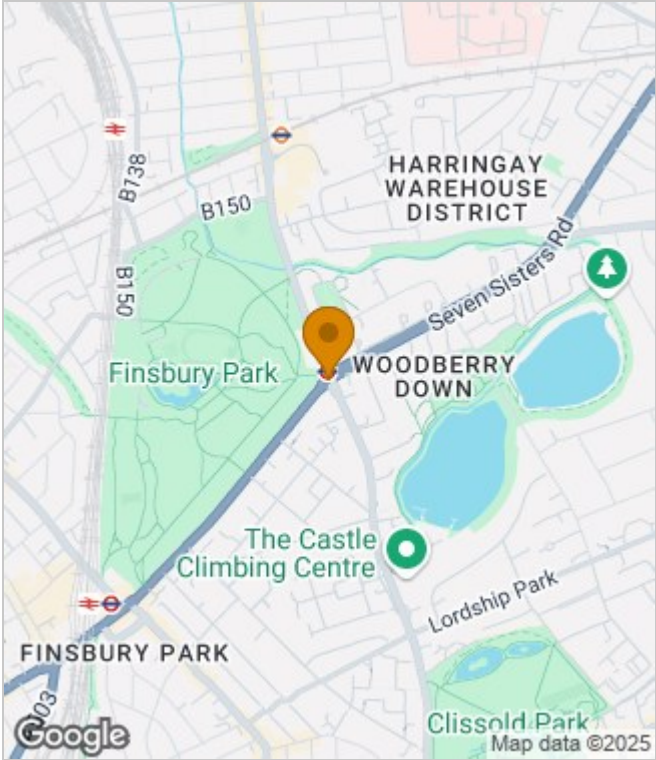 B138
HARRINGAY
WAREHOUSE
DISTRICT
B150
B150
Seven Sisters Rd
Finsbury Park
WOODBERRY
DOWN
The Castle
Climbing Centre
Lordship Park
FINSBURY PARK
Clissold Park
Google
Map data ©2025